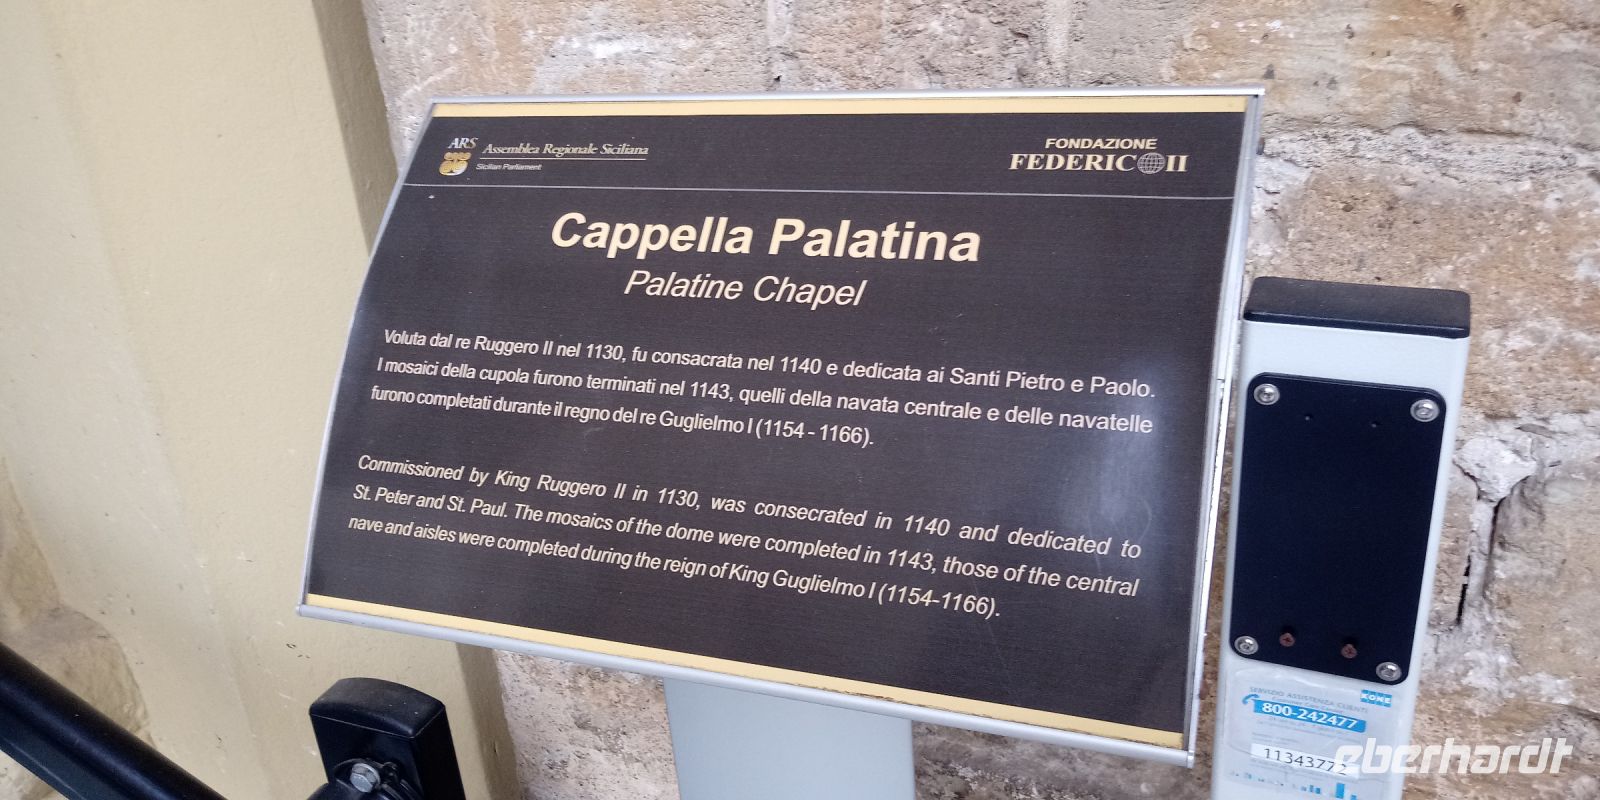 ARS Assemblea Regionale Siciliana
Sicilian Parliament
FONDAZIONE
FEDERICO II
Cappella Palatina
Palatine Chapel
Voluta dal re Ruggero II nel 1130, fu consacrata nel 1140 e dedicata ai Santi Pietro e Paolo.
I mosaici della cupola furono terminati nel 1143, quelli della navata centrale e delle navatelle
furono completati durante il regno del re Guglielmo I (1154 - 1166).
Commissioned by King Ruggero II in 1130, was consecrated in 1140 and dedicated to
St. Peter and St. Paul. The mosaics of the dome were completed in 1143, those of the central
nave and aisles were completed during the reign of King Guglielmo I (1154-1166).
KONE
SERVIZIO ASSISTENZA CLIENTI
800-242477
eberhardt